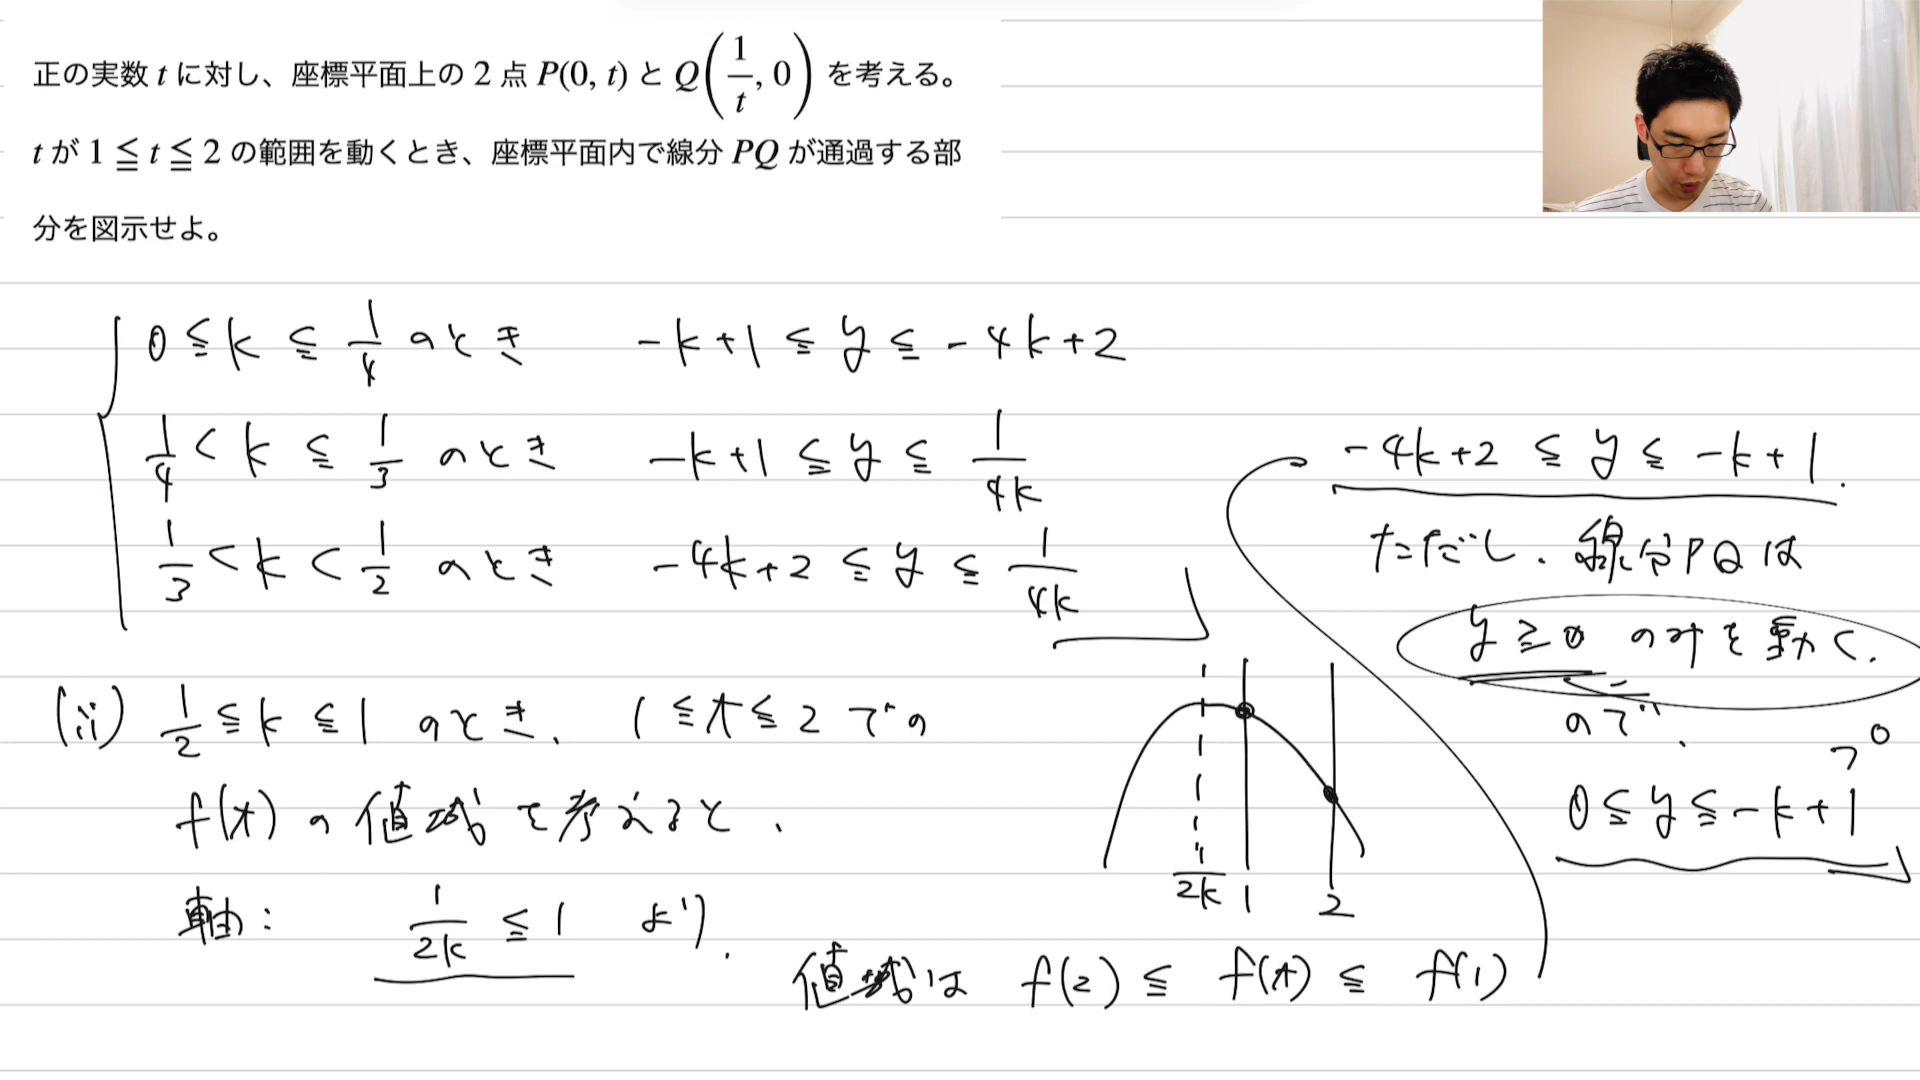 正の実数 t に対し、座標平面上の 2 点 P(0, t) と Q(1/t, 0) を考える。
t が 1 ≦ t ≦ 2 の範囲を動くとき、座標平面内で線分 PQ が通過する部
分を図示せよ。
0 ≦ k ≦ 1/4 のとき -k+1 ≦ y ≦ -4k+2
1/4 < k ≦ 1/3 のとき -k+1 ≦ y ≦ 1/4k
1/3 < k < 1/2 のとき -4k+2 ≦ y ≦ 1/4k
(ii) 1/2 ≦ k ≦ 1 のとき、1 ≦ t ≦ 2 での
f(t) の値域を考えると、
軸: 1/2k ≦ 1 より、
1/2k 1 2
値域は f(2) ≦ f(t) ≦ f(1)
-4k+2 ≦ y ≦ -k+1.
ただし、線分PQは
y ≧ 0 のみを動く.
ので、
0 ≦ y ≦ -k+1